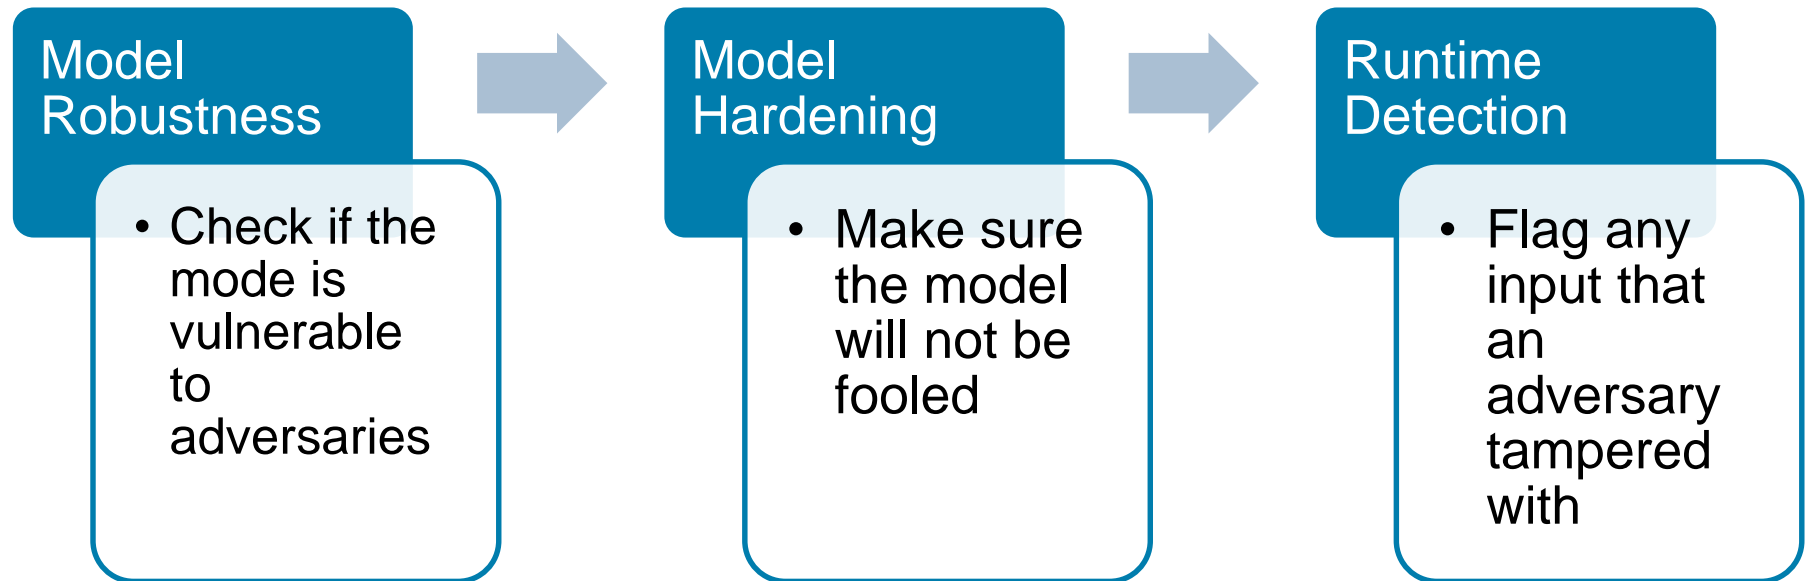 Model
Robustness
• Check if the
mode is
vulnerable
to
adversaries
Model
Hardening
• Make sure
the model
will not be
fooled
Runtime
Detection
• Flag any
input that
an
adversary
tampered
with